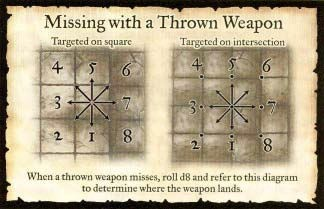 Missing with a Thrown Weapon
Targeted on square
Targeted on intersection
4 5 6
3 7
2 1 8
4 5 6
3 7
2 1 8
When a thrown weapon misses, roll d8 and refer to this diagram
to determine where the weapon lands.